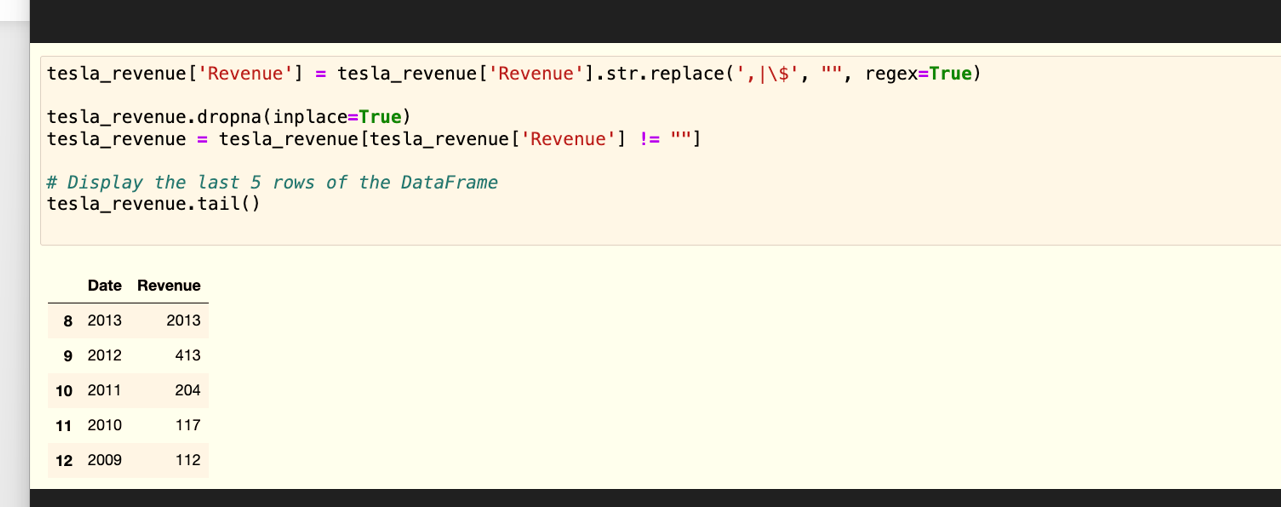 tesla_revenue['Revenue'] = tesla_revenue['Revenue'].str.replace(',|\$', "", regex=True)
tesla_revenue.dropna(inplace=True)
tesla_revenue = tesla_revenue[tesla_revenue['Revenue'] != ""]
# Display the last 5 rows of the DataFrame
tesla_revenue.tail()
Date Revenue
8 2013 2013
9 2012 413
10 2011 204
11 2010 117
12 2009 112